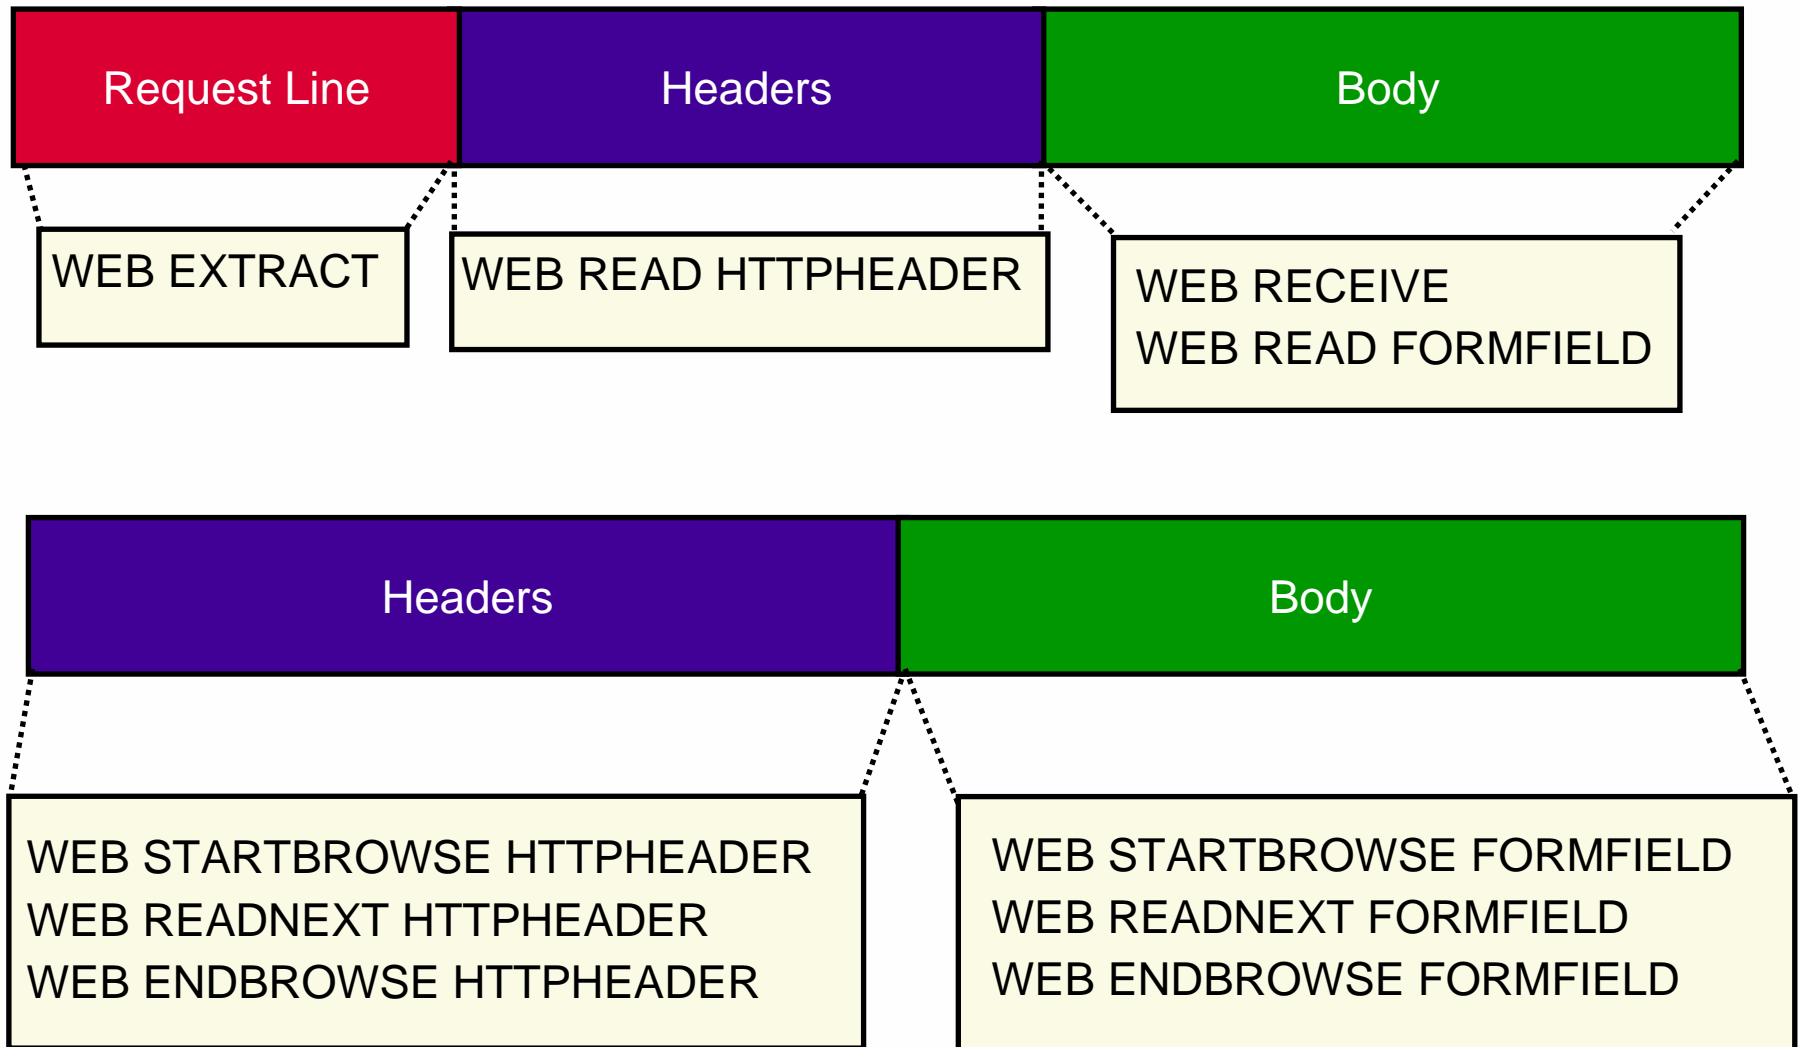 Request Line
Headers
Body
WEB EXTRACT
WEB READ HTTPHEADER
WEB RECEIVE
WEB READ FORMFIELD
Headers
Body
WEB STARTBROWSE HTTPHEADER
WEB READNEXT HTTPHEADER
WEB ENDBROWSE HTTPHEADER
WEB STARTBROWSE FORMFIELD
WEB READNEXT FORMFIELD
WEB ENDBROWSE FORMFIELD